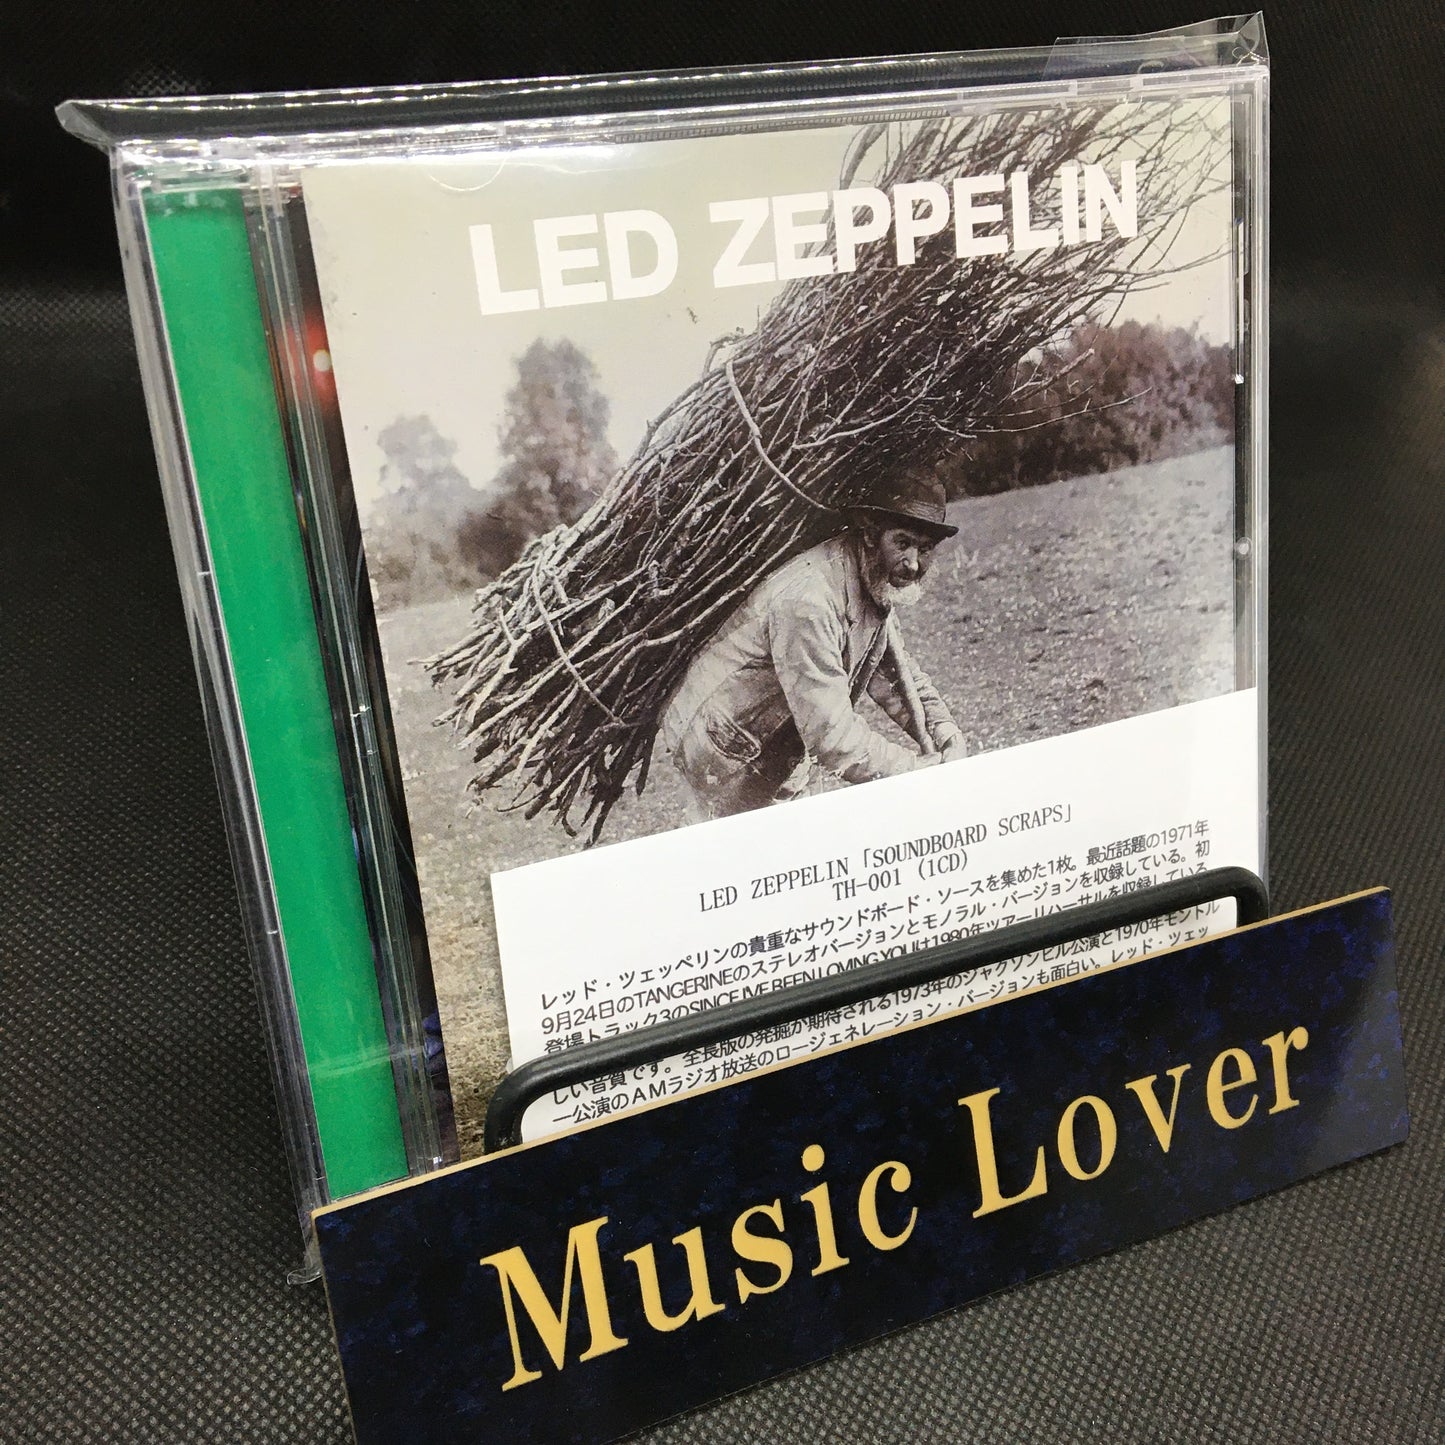 LED ZEPPELIN
LED ZEPPELIN「SOUNDBOARD SCRAPS」
TH-001 (1CD)
レッド・ツェッペリンの貴重なサウンドボード・ソースを集めた1枚。最近話題の1971年
9月24日のTANGERINEのステレオバージョンとモノラル・バージョンを収録している。初
登場トラック3のSINCE I'VE BEEN LOVING YOUは1980年ツアーリハーサルを収録している
しい音質です。全長版の発掘が期待される1973年のジャクソンビル公演と1970年モントル
ー公演のAMラジオ放送のロージェネレーション・バージョンも面白い。レッド・ツェッ
Music Lover